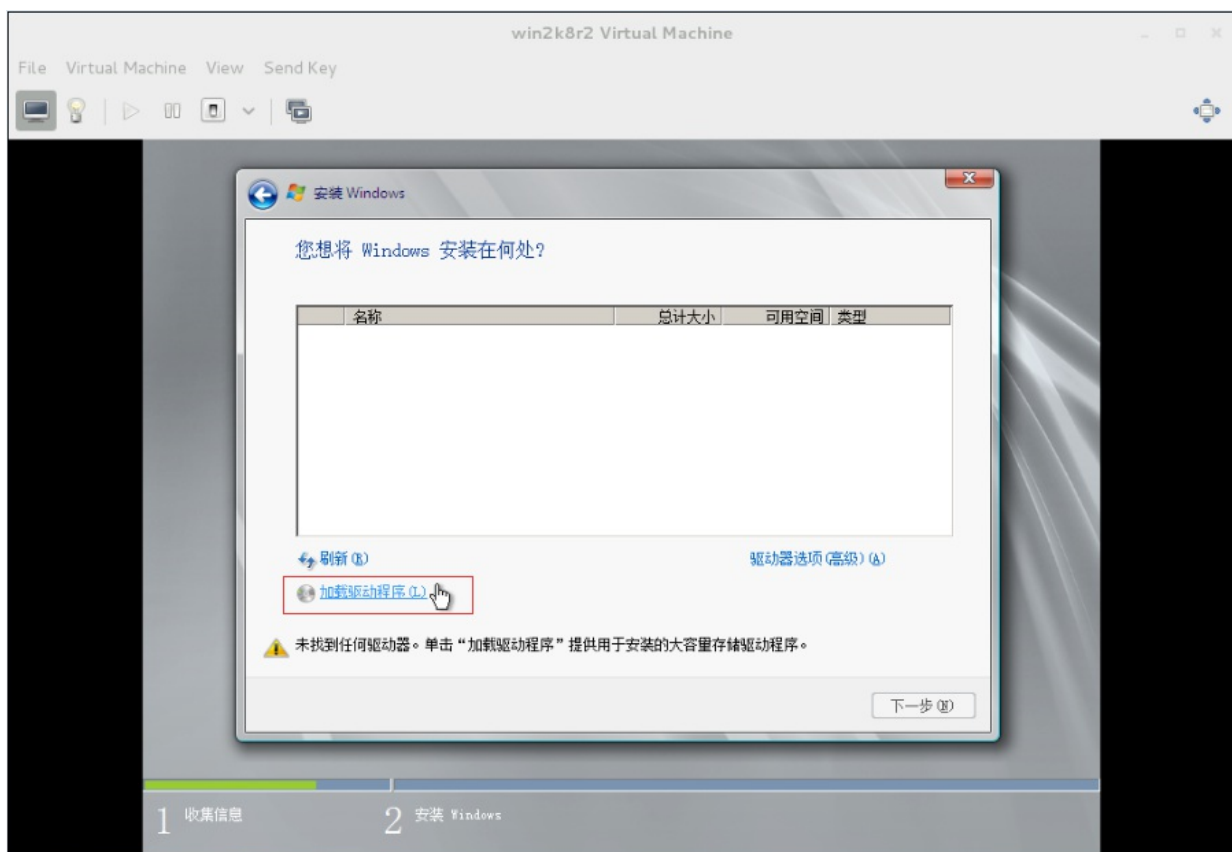 win2k8r2 Virtual Machine
File Virtual Machine View Send Key
安装 Windows
您想将 Windows 安装在何处?
名称 总计大小 可用空间 类型
刷新(R) 驱动器选项(高级)(A)
加载驱动程序(L)
未找到任何驱动器。单击“加载驱动程序”提供用于安装的大容量存储驱动程序。
下一步(N)
1 收集信息 2 安装 Windows